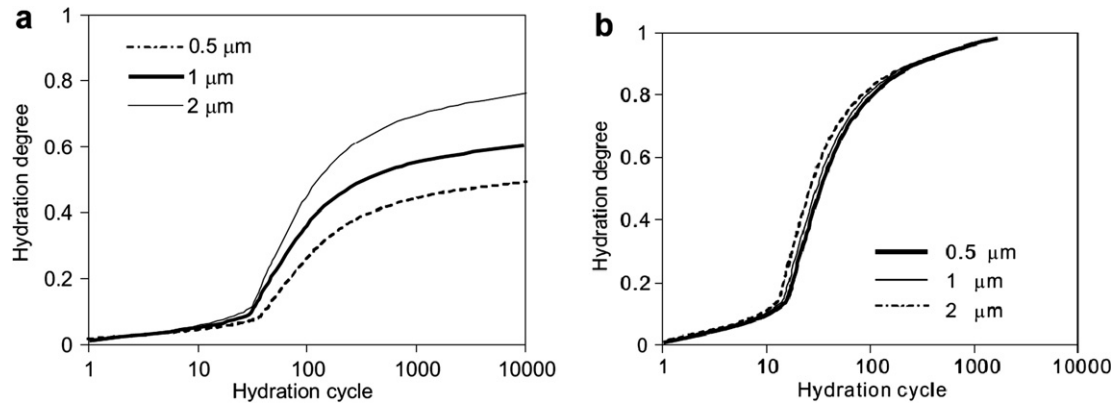 a
1
0.8
0.6
0.4
0.2
0
Hydration degree
0.5 μm
1 μm
2 μm
1 10 100 1000 10000
Hydration cycle
b
1
0.8
0.6
0.4
0.2
0
Hydration degree
0.5 μm
1 μm
2 μm
1 10 100 1000 10000
Hydration cycle